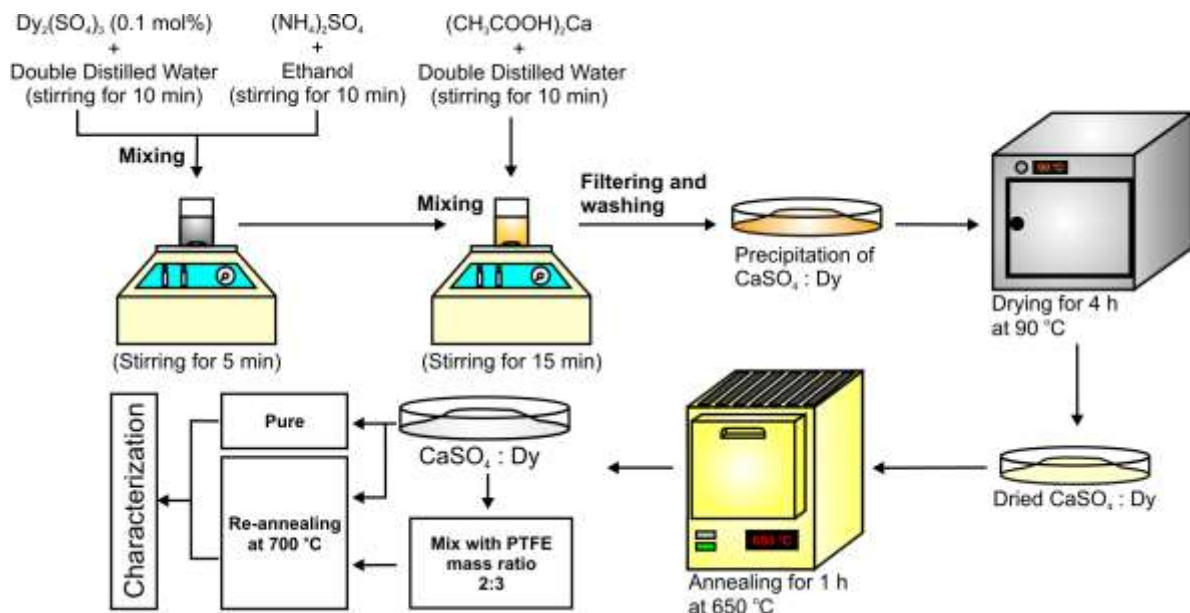 Dy₂(SO₄)₃ (0.1 mol%)
+
Double Distilled Water
(stirring for 10 min)
(NH₄)₂SO₄
+
Ethanol
(stirring for 10 min)
(CH₃COOH)₂Ca
+
Double Distilled Water
(stirring for 10 min)
Mixing
(Stirring for 5 min)
Mixing
(Stirring for 15 min)
Filtering and
washing
Precipitation of
CaSO₄ : Dy
90 °C
Drying for 4 h
at 90 °C
Dried CaSO₄ : Dy
650 °C
Annealing for 1 h
at 650 °C
CaSO₄ : Dy
Pure
Re-annealing
at 700 °C
Mix with PTFE
mass ratio
2:3
Characterization